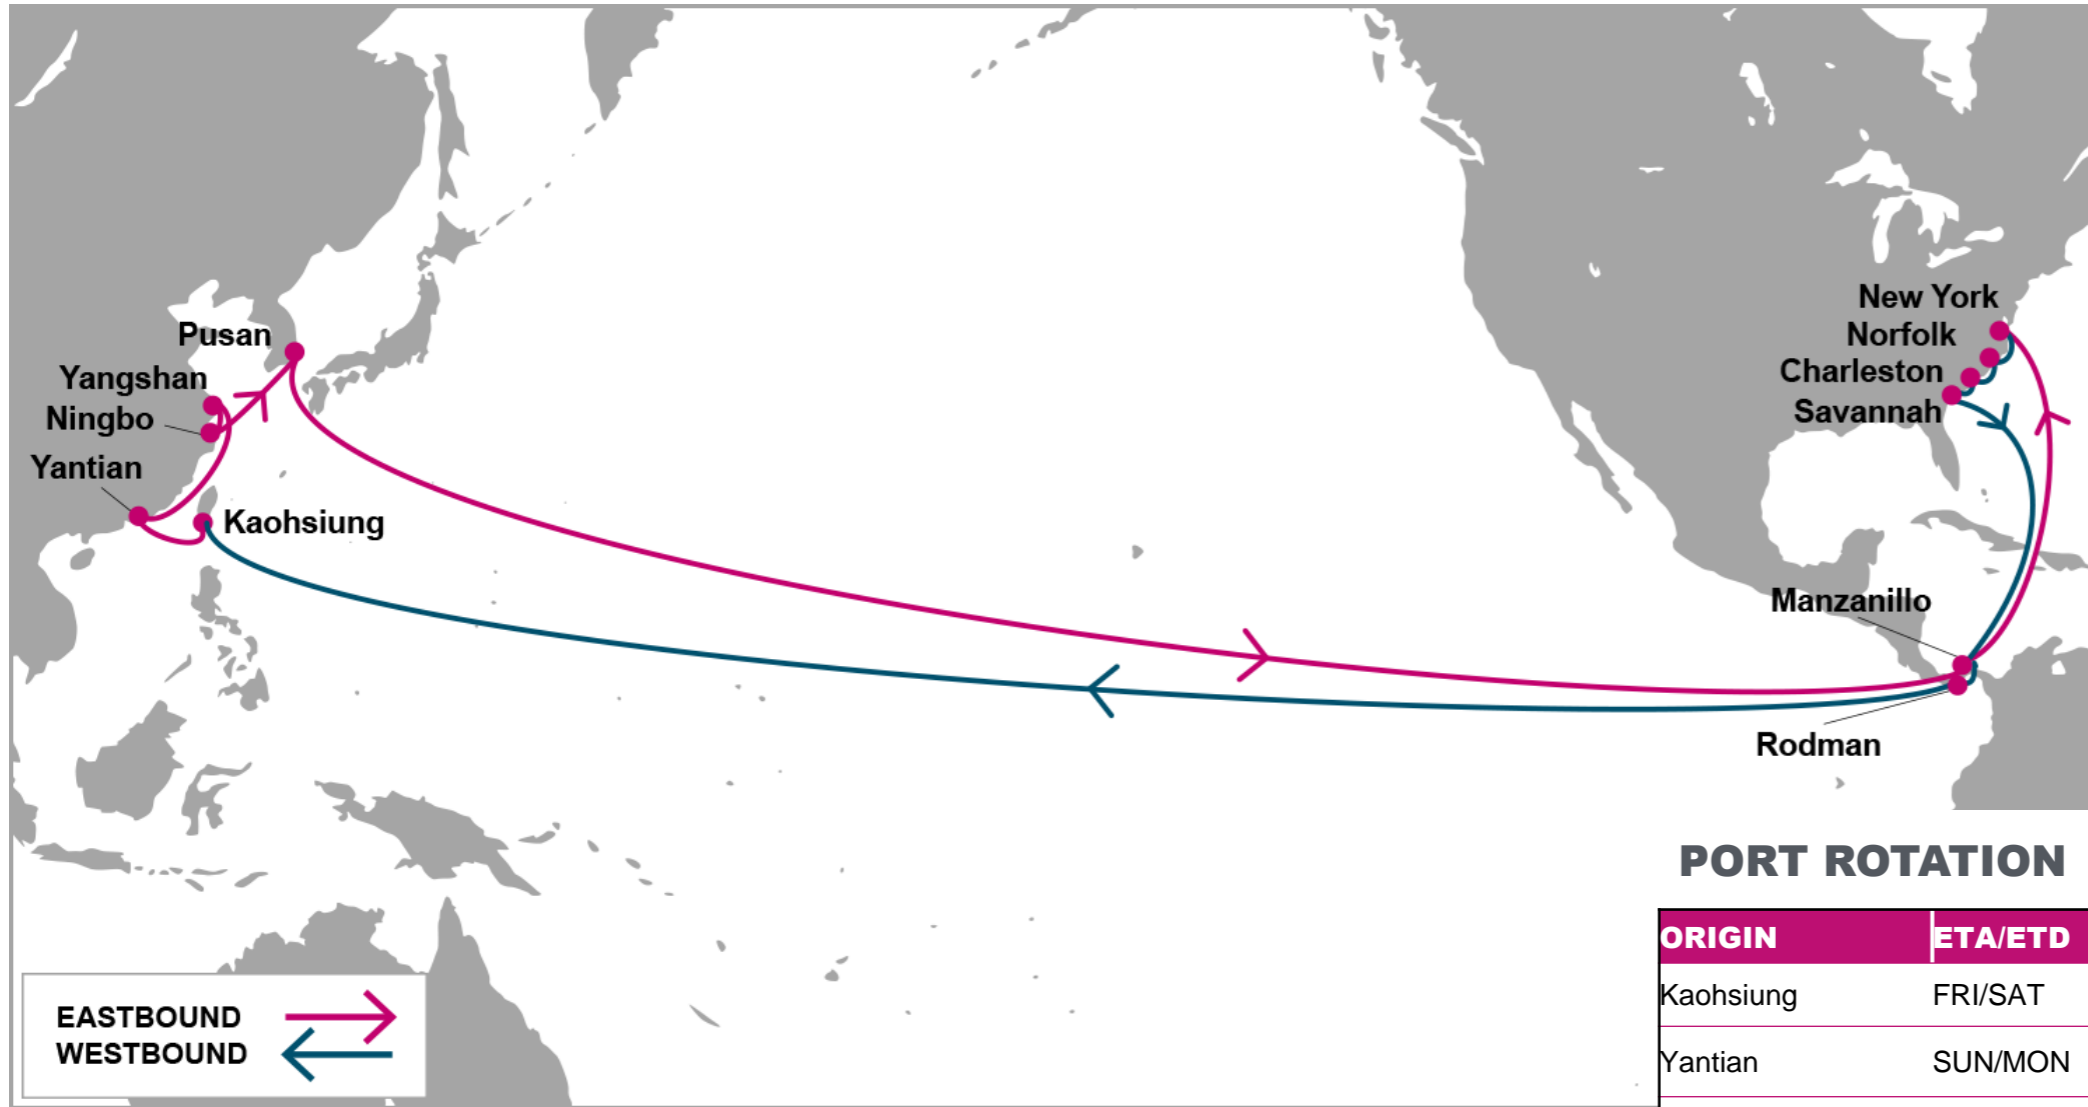 New York
Norfolk
Pusan
Charleston
Yangshan
Savannah
Ningbo
Yantian
Kaohsiung
Manzanillo
Rodman
PORT ROTATION
ORIGIN ETA/ETD
Kaohsiung FRI/SAT
Yantian SUN/MON
EASTBOUND
WESTBOUND